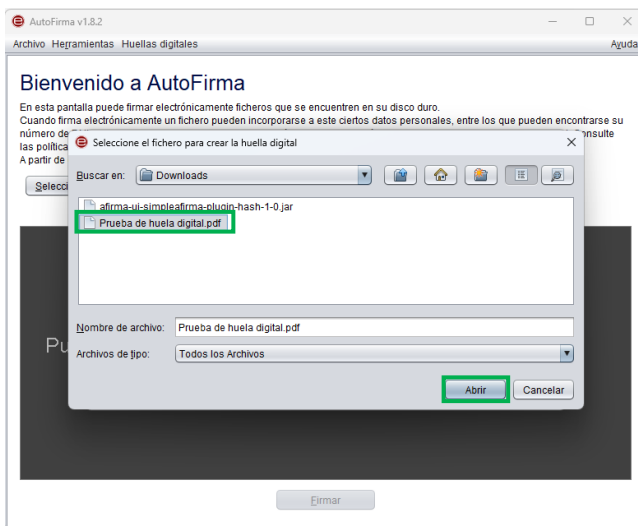 AutoFirma v1.8.2
Archivo Herramientas Huellas digitales Ayuda
Bienvenido a AutoFirma
En esta pantalla puede firmar electrónicamente ficheros que se encuentren en su disco duro.
Cuando firma electrónicamente un fichero pueden incorporarse a este ciertos datos personales, entre los que pueden encontrarse su
número de
las política
A partir de
Selecci
Seleccione el fichero para crear la huella digital
Buscar en: Downloads
afirma-ui-simpleafirma-plugin-hash-1-0.jar
Prueba de huela digital.pdf
Nombre de archivo: Prueba de huela digital.pdf
Archivos de tipo: Todos los Archivos
Abrir Cancelar
Pu
Firmar